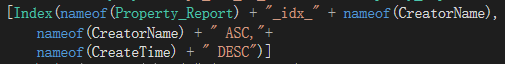 [Index(nameof(Property_Report) + "_idx_" + nameof(CreatorName),
nameof(CreatorName) + " ASC,"+
nameof(CreateTime) + " DESC")]